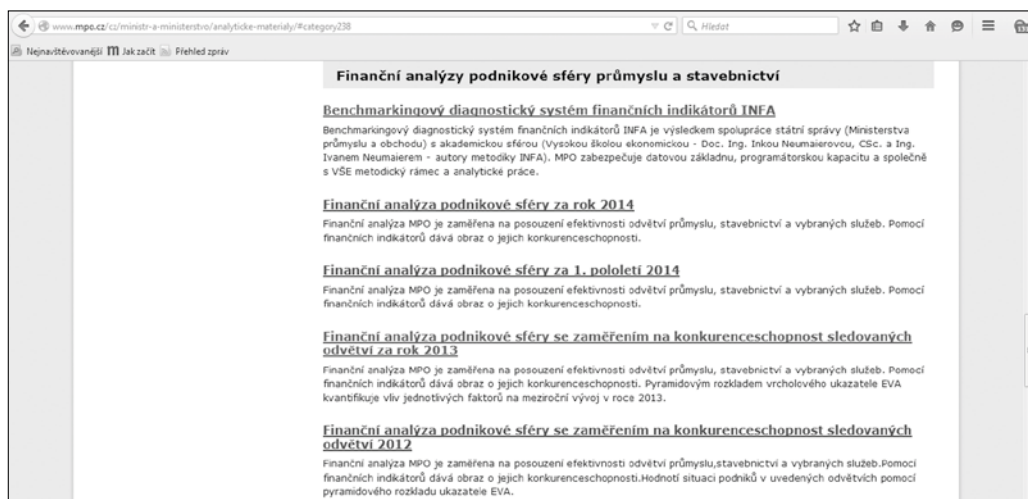 www.mpo.cz/cz/ministr-a-ministerstvo/analyticke-materialy/#category238
Hledat
Nejnavštěvovanější Jak začít Přehled zpráv
Finanční analýzy podnikové sféry průmyslu a stavebnictví
Benchmarkingový diagnostický systém finančních indikátorů INFA
Benchmarkingový diagnostický systém finančních indikátorů INFA je výsledkem spolupráce státní správy (Ministerstva
průmyslu a obchodu) s akademickou sférou (Vysokou školou ekonomickou - Doc. Ing. Inkou Neumaierovou, CSc. a Ing.
Ivanem Neumaierem - autory metodiky INFA). MPO zabezpečuje datovou základnu, programátorskou kapacitu a společně
s VŠE metodický rámec a analytické práce.
Finanční analýza podnikové sféry za rok 2014
Finanční analýza MPO je zaměřena na posouzení efektivnosti odvětví průmyslu, stavebnictví a vybraných služeb. Pomocí
finančních indikátorů dává obraz o jejich konkurenceschopnosti.
Finanční analýza podnikové sféry za 1. pololetí 2014
Finanční analýza MPO je zaměřena na posouzení efektivnosti odvětví průmyslu, stavebnictví a vybraných služeb. Pomocí
finančních indikátorů dává obraz o jejich konkurenceschopnosti.
Finanční analýza podnikové sféry se zaměřením na konkurenceschopnost sledovaných
odvětví za rok 2013
Finanční analýza MPO je zaměřena na posouzení efektivnosti odvětví průmyslu, stavebnictví a vybraných služeb. Pomocí
finančních indikátorů dává obraz o jejich konkurenceschopnosti. Pyramidovým rozkladem vrcholového ukazatele EVA
kvantifikuje vliv jednotlivých faktorů na meziroční vývoj v roce 2013.
Finanční analýza podnikové sféry se zaměřením na konkurenceschopnost sledovaných
odvětví 2012
Finanční analýza MPO je zaměřena na posouzení efektivnosti odvětví průmyslu,stavebnictví a vybraných služeb.Pomocí
finančních indikátorů dává obraz o jejich konkurenceschopnosti.Hodnotí situaci podniků v uvedených odvětvích pomocí
pyramidového rozkladu ukazatele EVA.